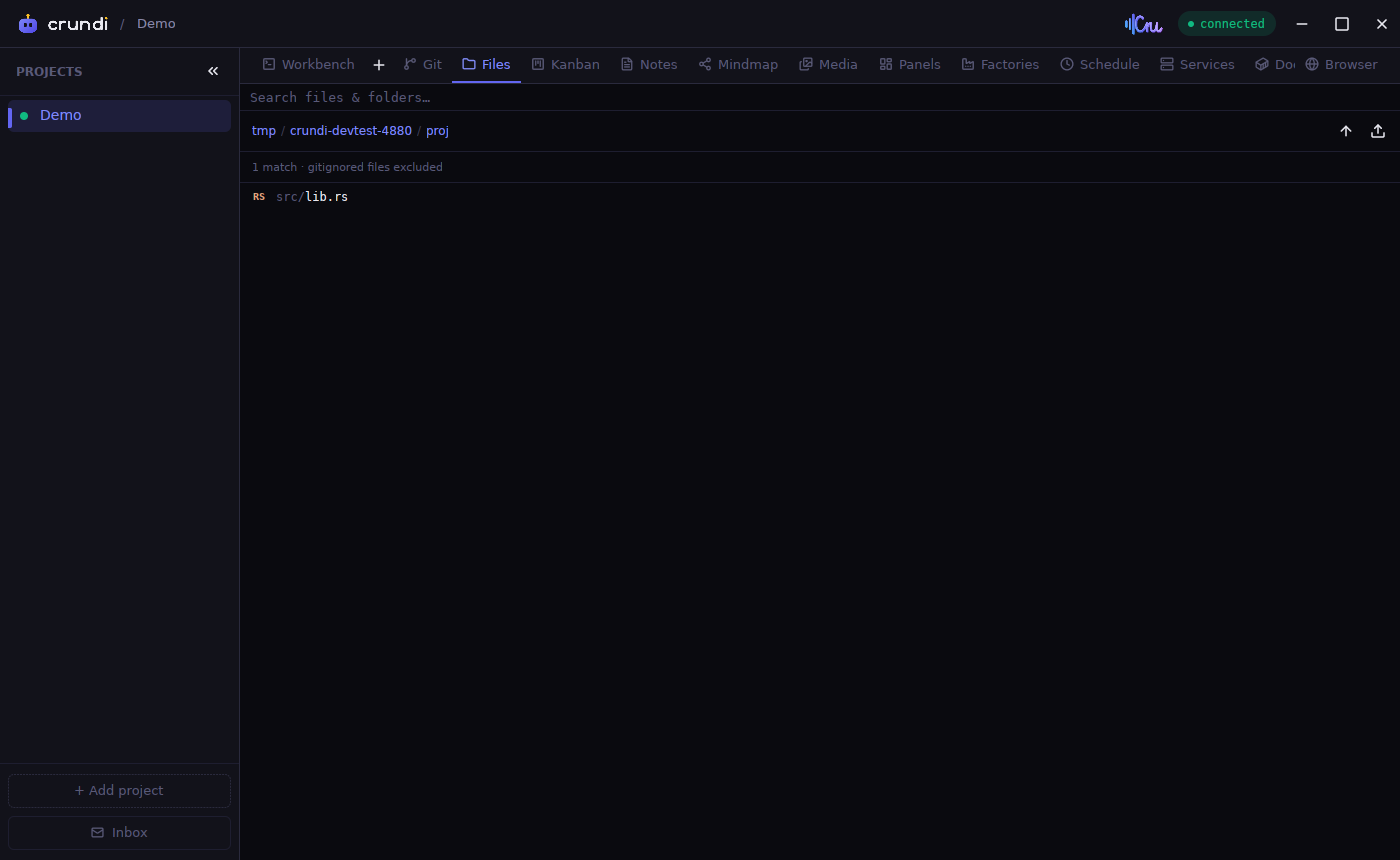 crundi / Demo
Cru
connected
PROJECTS
Demo
+ Add project
Inbox
Workbench
Git
Files
Kanban
Notes
Mindmap
Media
Panels
Factories
Schedule
Services
Browser
Search files & folders…
tmp / crundi-devtest-4880 / proj
1 match · gitignored files excluded
RS src/lib.rs